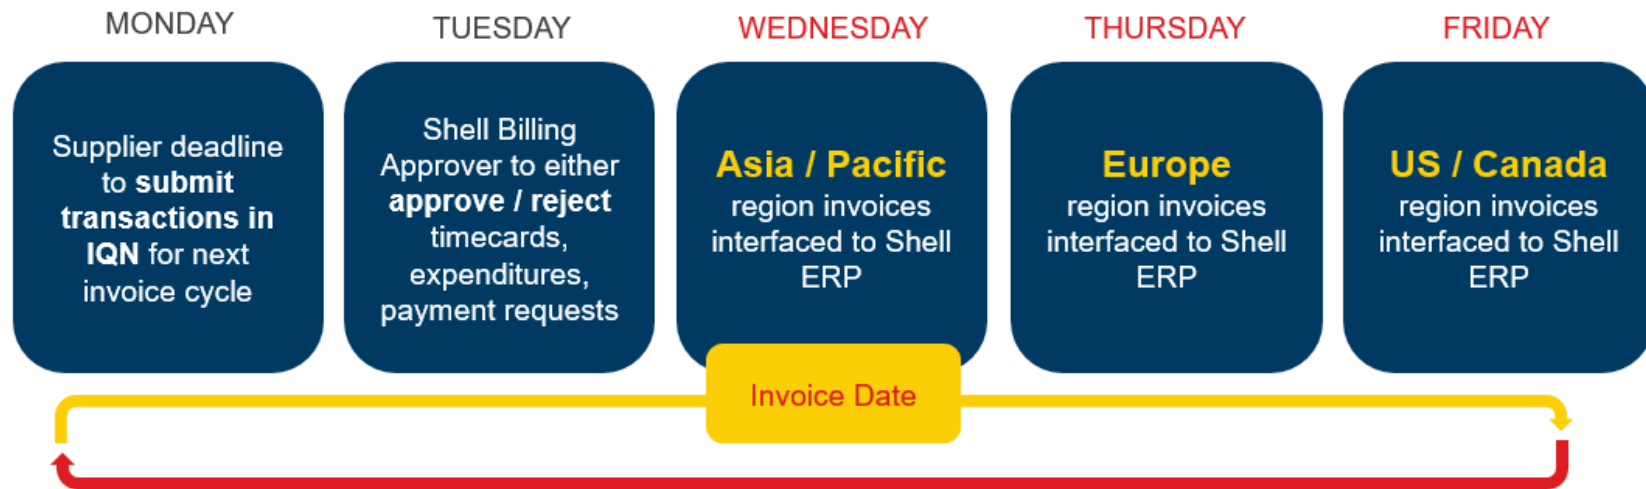 MONDAY
Supplier deadline
to submit
transactions in
IQN for next
invoice cycle
TUESDAY
Shell Billing
Approver to either
approve / reject
timecards,
expenditures,
payment requests
WEDNESDAY
Asia / Pacific
region invoices
interfaced to Shell
ERP
THURSDAY
Europe
region invoices
interfaced to Shell
ERP
FRIDAY
US / Canada
region invoices
interfaced to Shell
ERP
Invoice Date